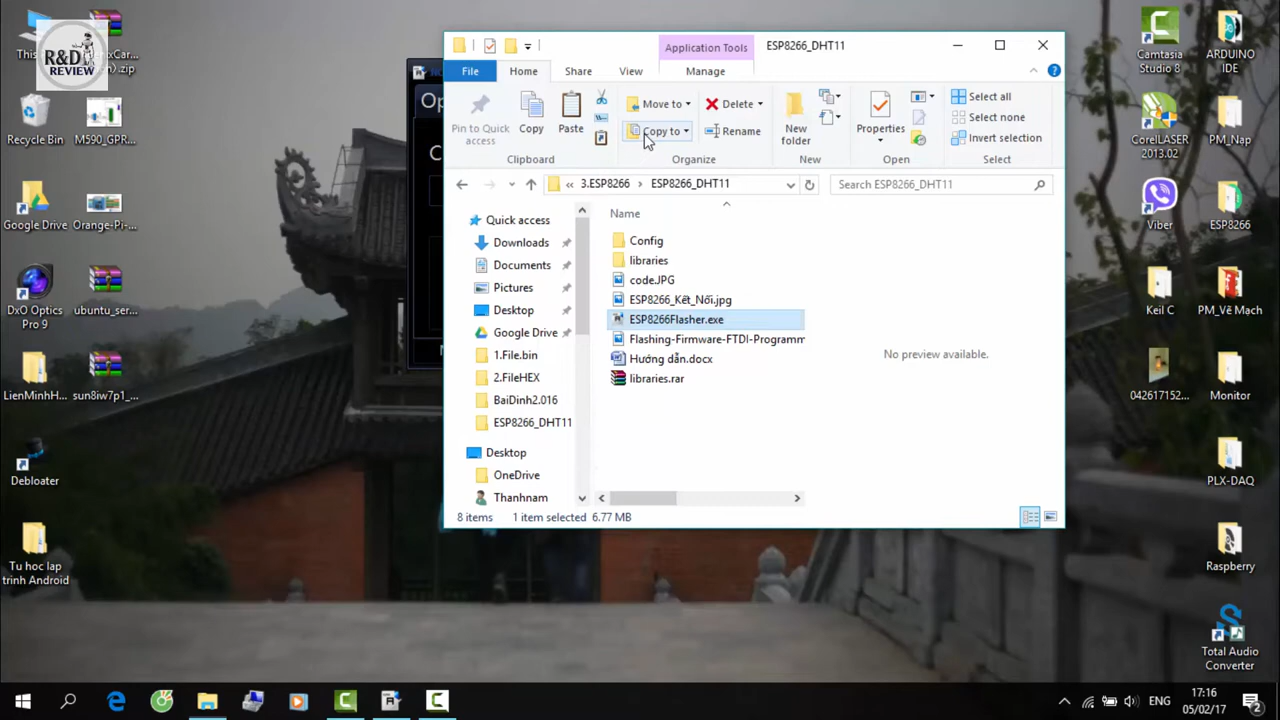 R&D
REVIEW
This
xCar...
).zip
Recycle Bin
M590_GPR...
Google Drive
Orange-Pi-...
DxO Optics
Pro 9
ubuntu_ser...
LienMinhH...
sun8iw7p1_...
Debloater
Tu hoc lap
trinh Android
Op
C
Application Tools
ESP8266_DHT11
File
Home
Share
View
Manage
Pin to Quick
access
Copy
Paste
Move to
Copy to
Delete
Rename
New
folder
Properties
Select all
Select none
Invert selection
Clipboard
Organize
New
Open
Select
« 3.ESP8266 › ESP8266_DHT11
Search ESP8266_DHT11
Quick access
Downloads
Documents
Pictures
Desktop
Google Drive
1.File.bin
2.FileHEX
BaiDinh2.016
ESP8266_DHT11
Desktop
OneDrive
Thanhnam
Name
Config
libraries
code.JPG
ESP8266_Kết_Nối.jpg
ESP8266Flasher.exe
Flashing-Firmware-FTDI-Programm
Hướng dẫn.docx
libraries.rar
No preview available.
8 items 1 item selected 6.77 MB
Camtasia
Studio 8
ARDUINO
IDE
CorelLASER
2013.02
PM_Nap
Viber
ESP8266
Keil C
PM_Vẽ Mạch
042617152...
Monitor
PLX-DAQ
Raspberry
Total Audio
Converter
ENG
17:16
05/02/17
2